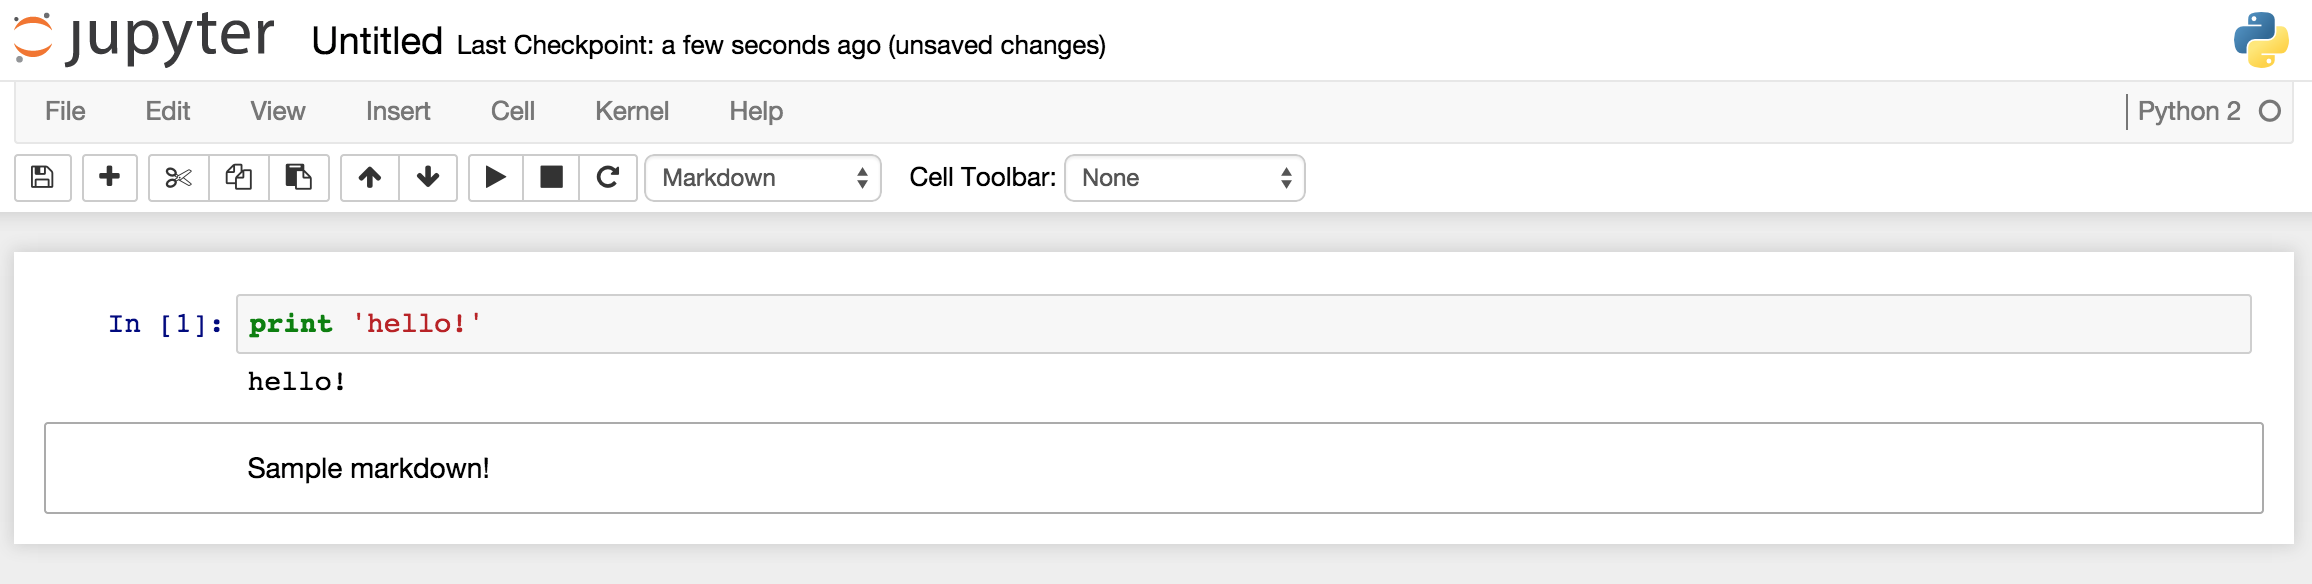 jupyter Untitled Last Checkpoint: a few seconds ago (unsaved changes)
File Edit View Insert Cell Kernel Help Python 2
Markdown Cell Toolbar: None
In [1]: print 'hello!'
hello!
Sample markdown!